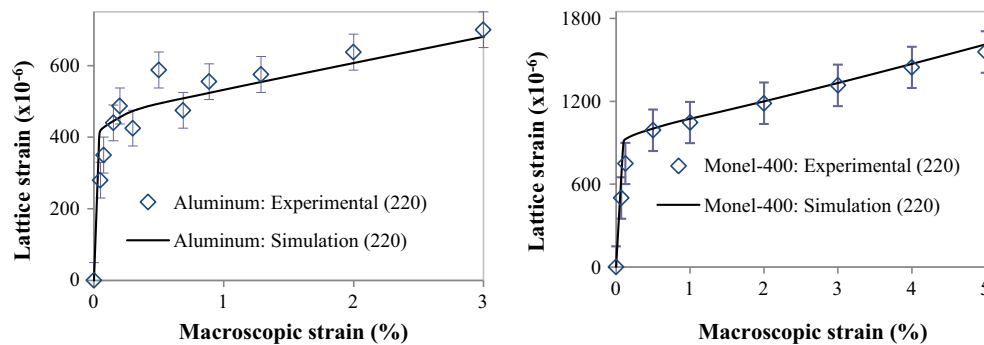 Lattice strain (x10⁻⁶)
600
400
200
0
Aluminum: Experimental (220)
Aluminum: Simulation (220)
0 1 2 3
Macroscopic strain (%)
Lattice strain (x10⁻⁶)
1800
1200
600
0
Monel-400: Experimental (220)
Monel-400: Simulation (220)
0 1 2 3 4 5
Macroscopic strain (%)